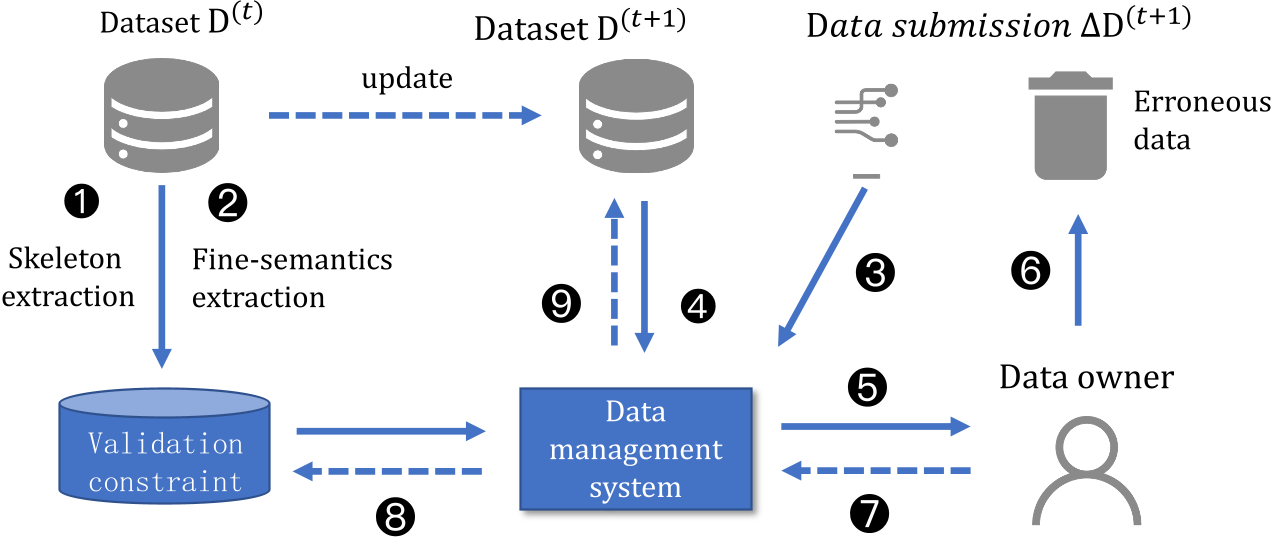 Dataset D(t)
Dataset D(t+1)
Data submission ΔD(t+1)
update
Erroneous
data
❶
❷
Skeleton
extraction
Fine-semantics
extraction
❸
❻
❾
❹
Data owner
❺
Data
management
system
Validation
constraint
❽
❼